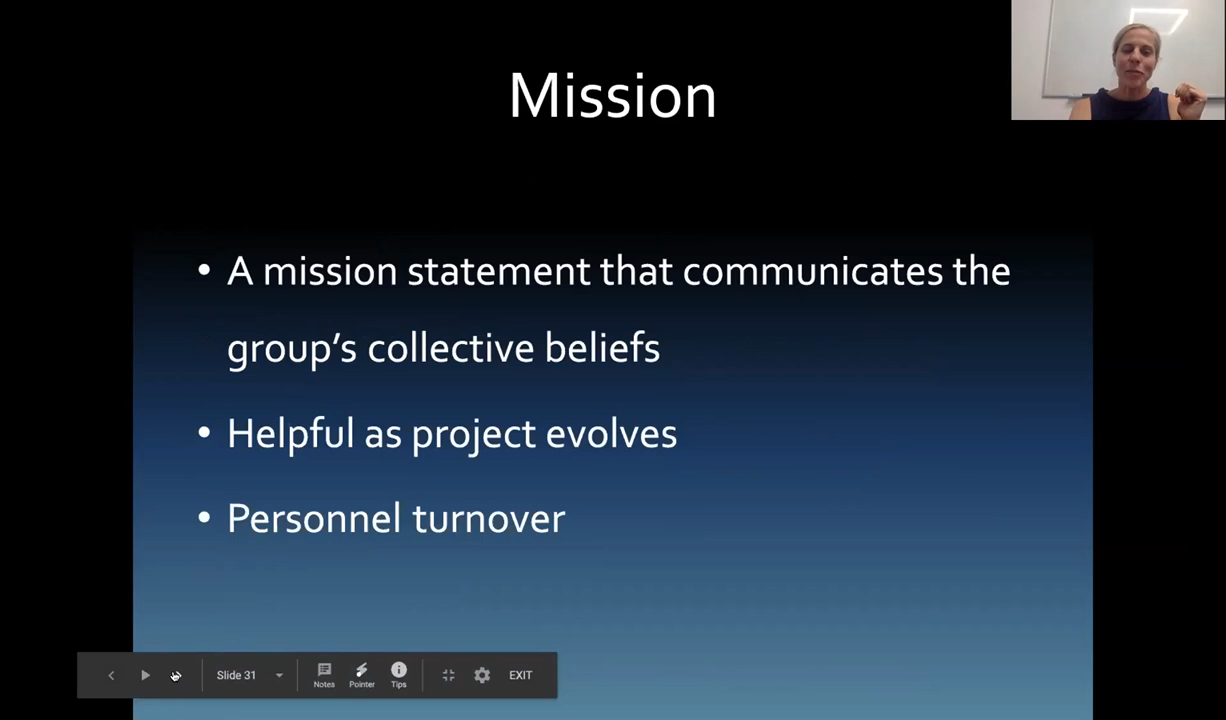 Mission
• A mission statement that communicates the
group’s collective beliefs
• Helpful as project evolves
• Personnel turnover
Slide 31
Notes
Pointer
Tips
EXIT